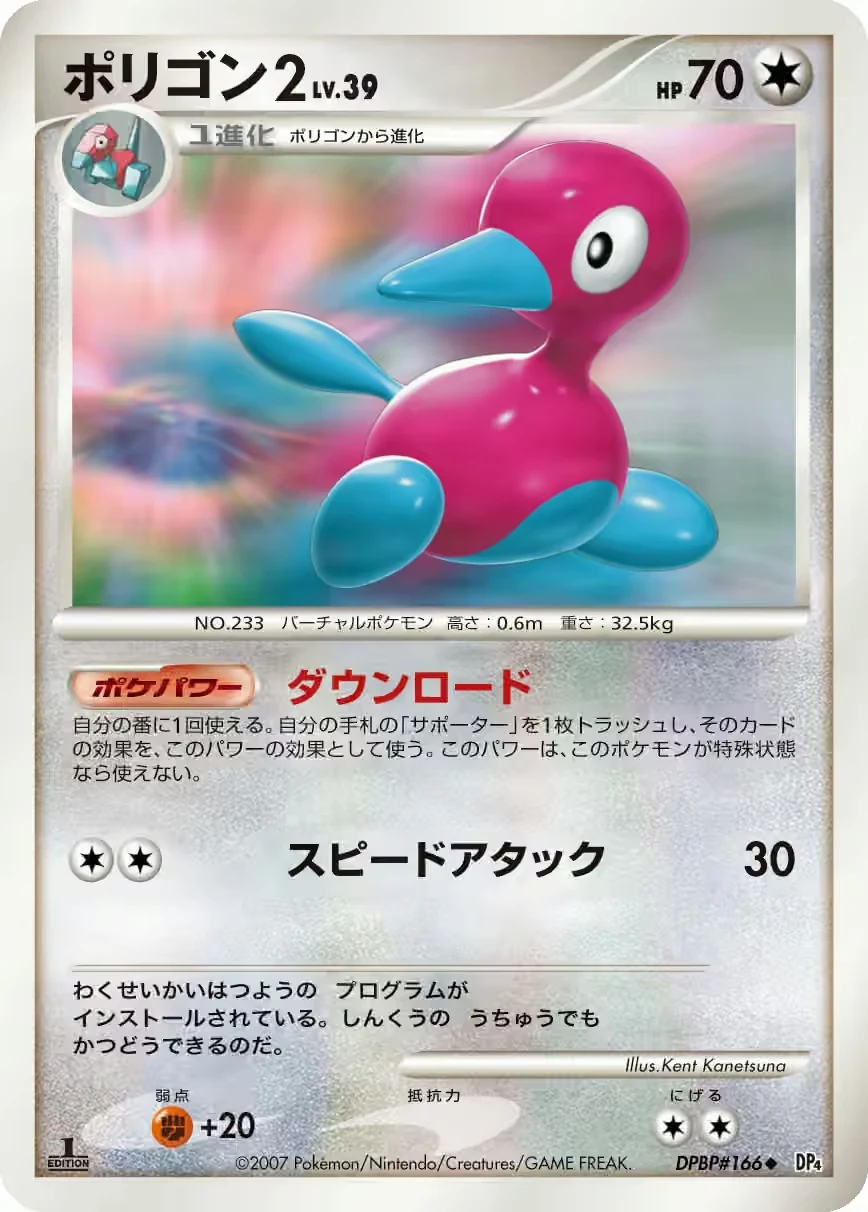 ポリゴン2 LV.39 HP 70
1進化 ポリゴンから進化
NO.233 バーチャルポケモン 高さ:0.6m 重さ:32.5kg
ポケパワー ダウンロード
自分の番に1回使える。自分の手札の「サポーター」を1枚トラッシュし、そのカード
の効果を、このパワーの効果として使う。このパワーは、このポケモンが特殊状態
なら使えない。
スピードアタック 30
わくせいかいはつようの プログラムが
インストールされている。しんくうの うちゅうでも
かつどうできるのだ。
Illus.Kent Kanetsuna
弱点 抵抗力 にげる
+20
1 EDITION ©2007 Pokémon/Nintendo/Creatures/GAME FREAK. DPBP#166◆ DP4